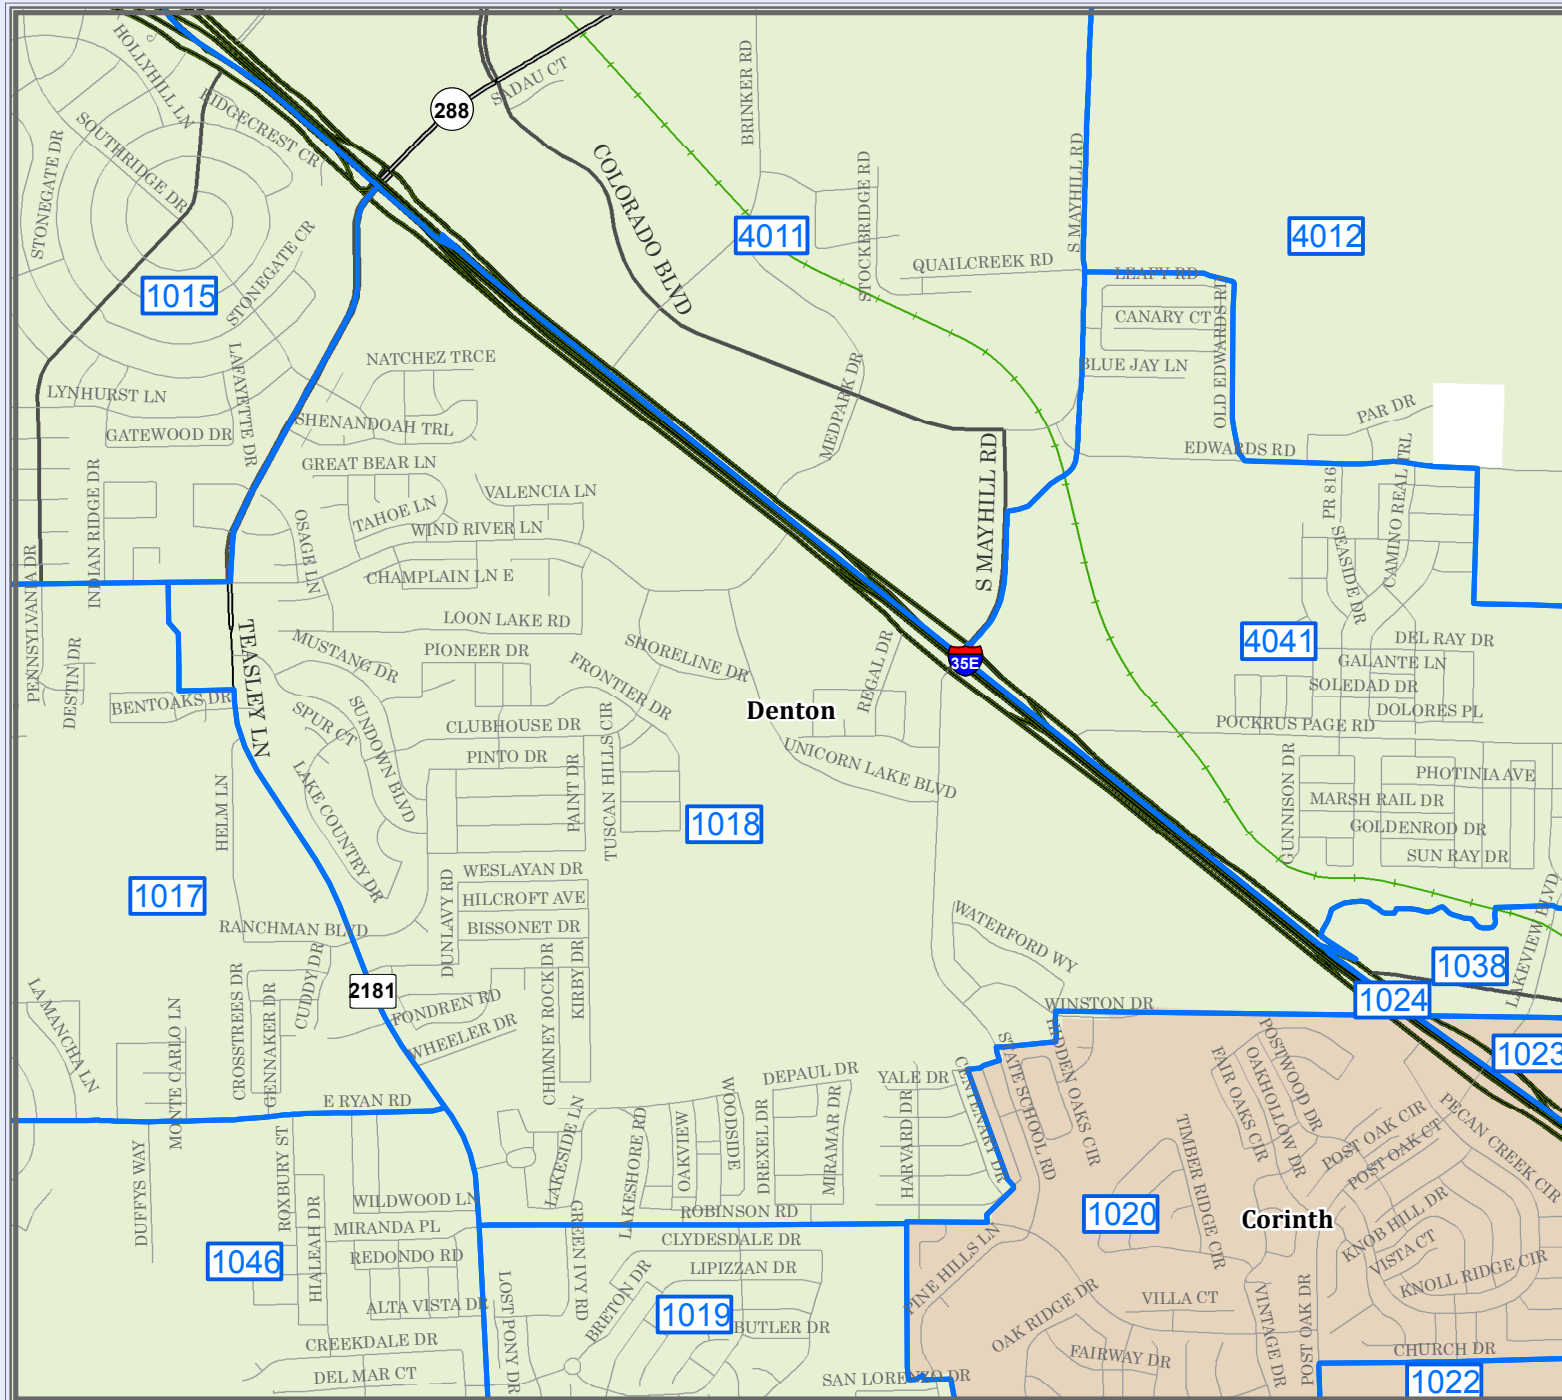 HOLLYHILL LN
RIDGECREST CR
SOUTHRIDGE DR
STONEGATE DR
STONEGATE CR
288
SADAU CT
BRINKER RD
COLORADO BLVD
STOCKBRIDGE RD
S MAYHILL RD
4011
4012
1015
QUAILCREEK RD
LEAFY RD
CANARY CT
OLD EDWARDS RD
BLUE JAY LN
NATCHEZ TRCE
LAFAYETTE DR
LYNHURST LN
GATEWOOD DR
SHENANDOAH TRL
MEDPARK DR
PAR DR
EDWARDS RD
GREAT BEAR LN
INDIAN RIDGE DR
TAHOE LN
VALENCIA LN
WIND RIVER LN
OSAGE LN
S MAYHILL RD
PR 816
CAMINO REAL TRL
SEASIDE DR
CHAMPLAIN LN E
PENNSYLVANIA DR
LOON LAKE RD
DESTIN DR
TEASLEY LN
MUSTANG DR
PIONEER DR
SHORELINE DR
FRONTIER DR
REGAL DR
35E
4041
DEL RAY DR
GALANTE LN
SOLEDAD DR
DOLORES PL
BENTOAKS DR
SPUR CT
SUNDOWN BLVD
CLUBHOUSE DR
TUSCAN HILLS CIR
Denton
POCKRUS PAGE RD
PINTO DR
PAINT DR
UNICORN LAKE BLVD
GUNNISON DR
PHOTINIA AVE
HELM LN
LAKE COUNTRY DR
MARSH RAIL DR
1018
GOLDENROD DR
SUN RAY DR
1017
WESLAYAN DR
HILCROFT AVE
BISSONET DR
DUNLAVY RD
RANCHMAN BLVD
WATERFORD WY
LAKEVIEW BLVD
1038
CUDDY DR
CROSSTREES DR
GENNAKER DR
2181
FONDREN RD
WHEELER DR
CHIMNEY ROCK DR
KIRBY DR
LA MANCHA LN
MONTE CARLO LN
WINSTON DR
1024
1023
HIDDEN OAKS CIR
STATE SCHOOL RD
POSTWOOD DR
OAKHOLLOW DR
FAIR OAKS CIR
DEPAUL DR
YALE DR
CENTENARY DR
HARVARD DR
WOODSIDE
OAKVIEW
DREXEL DR
MIRAMAR DR
E RYAN RD
LAKESIDE LN
LAKESHORE RD
DUFFYS WAY
ROXBURY ST
TIMBER RIDGE CIR
POST OAK CIR
POST OAK CT
PECAN CREEK CIR
WILDWOOD LN
ROBINSON RD
1020
Corinth
KNOB HILL DR
VISTA CT
KNOLL RIDGE CIR
MIRANDA PL
HIALEAH DR
REDONDO RD
1046
GREEN IVY RD
CLYDESDALE DR
LIPIZZAN DR
BRETON DR
PINE HILLS LN
OAK RIDGE DR
VILLA CT
VINTAGE DR
POST OAK DR
ALTA VISTA DR
LOST PONY DR
1019
BUTLER DR
CREEKDALE DR
FAIRWAY DR
CHURCH DR
DEL MAR CT
SAN LORENZO DR
1022